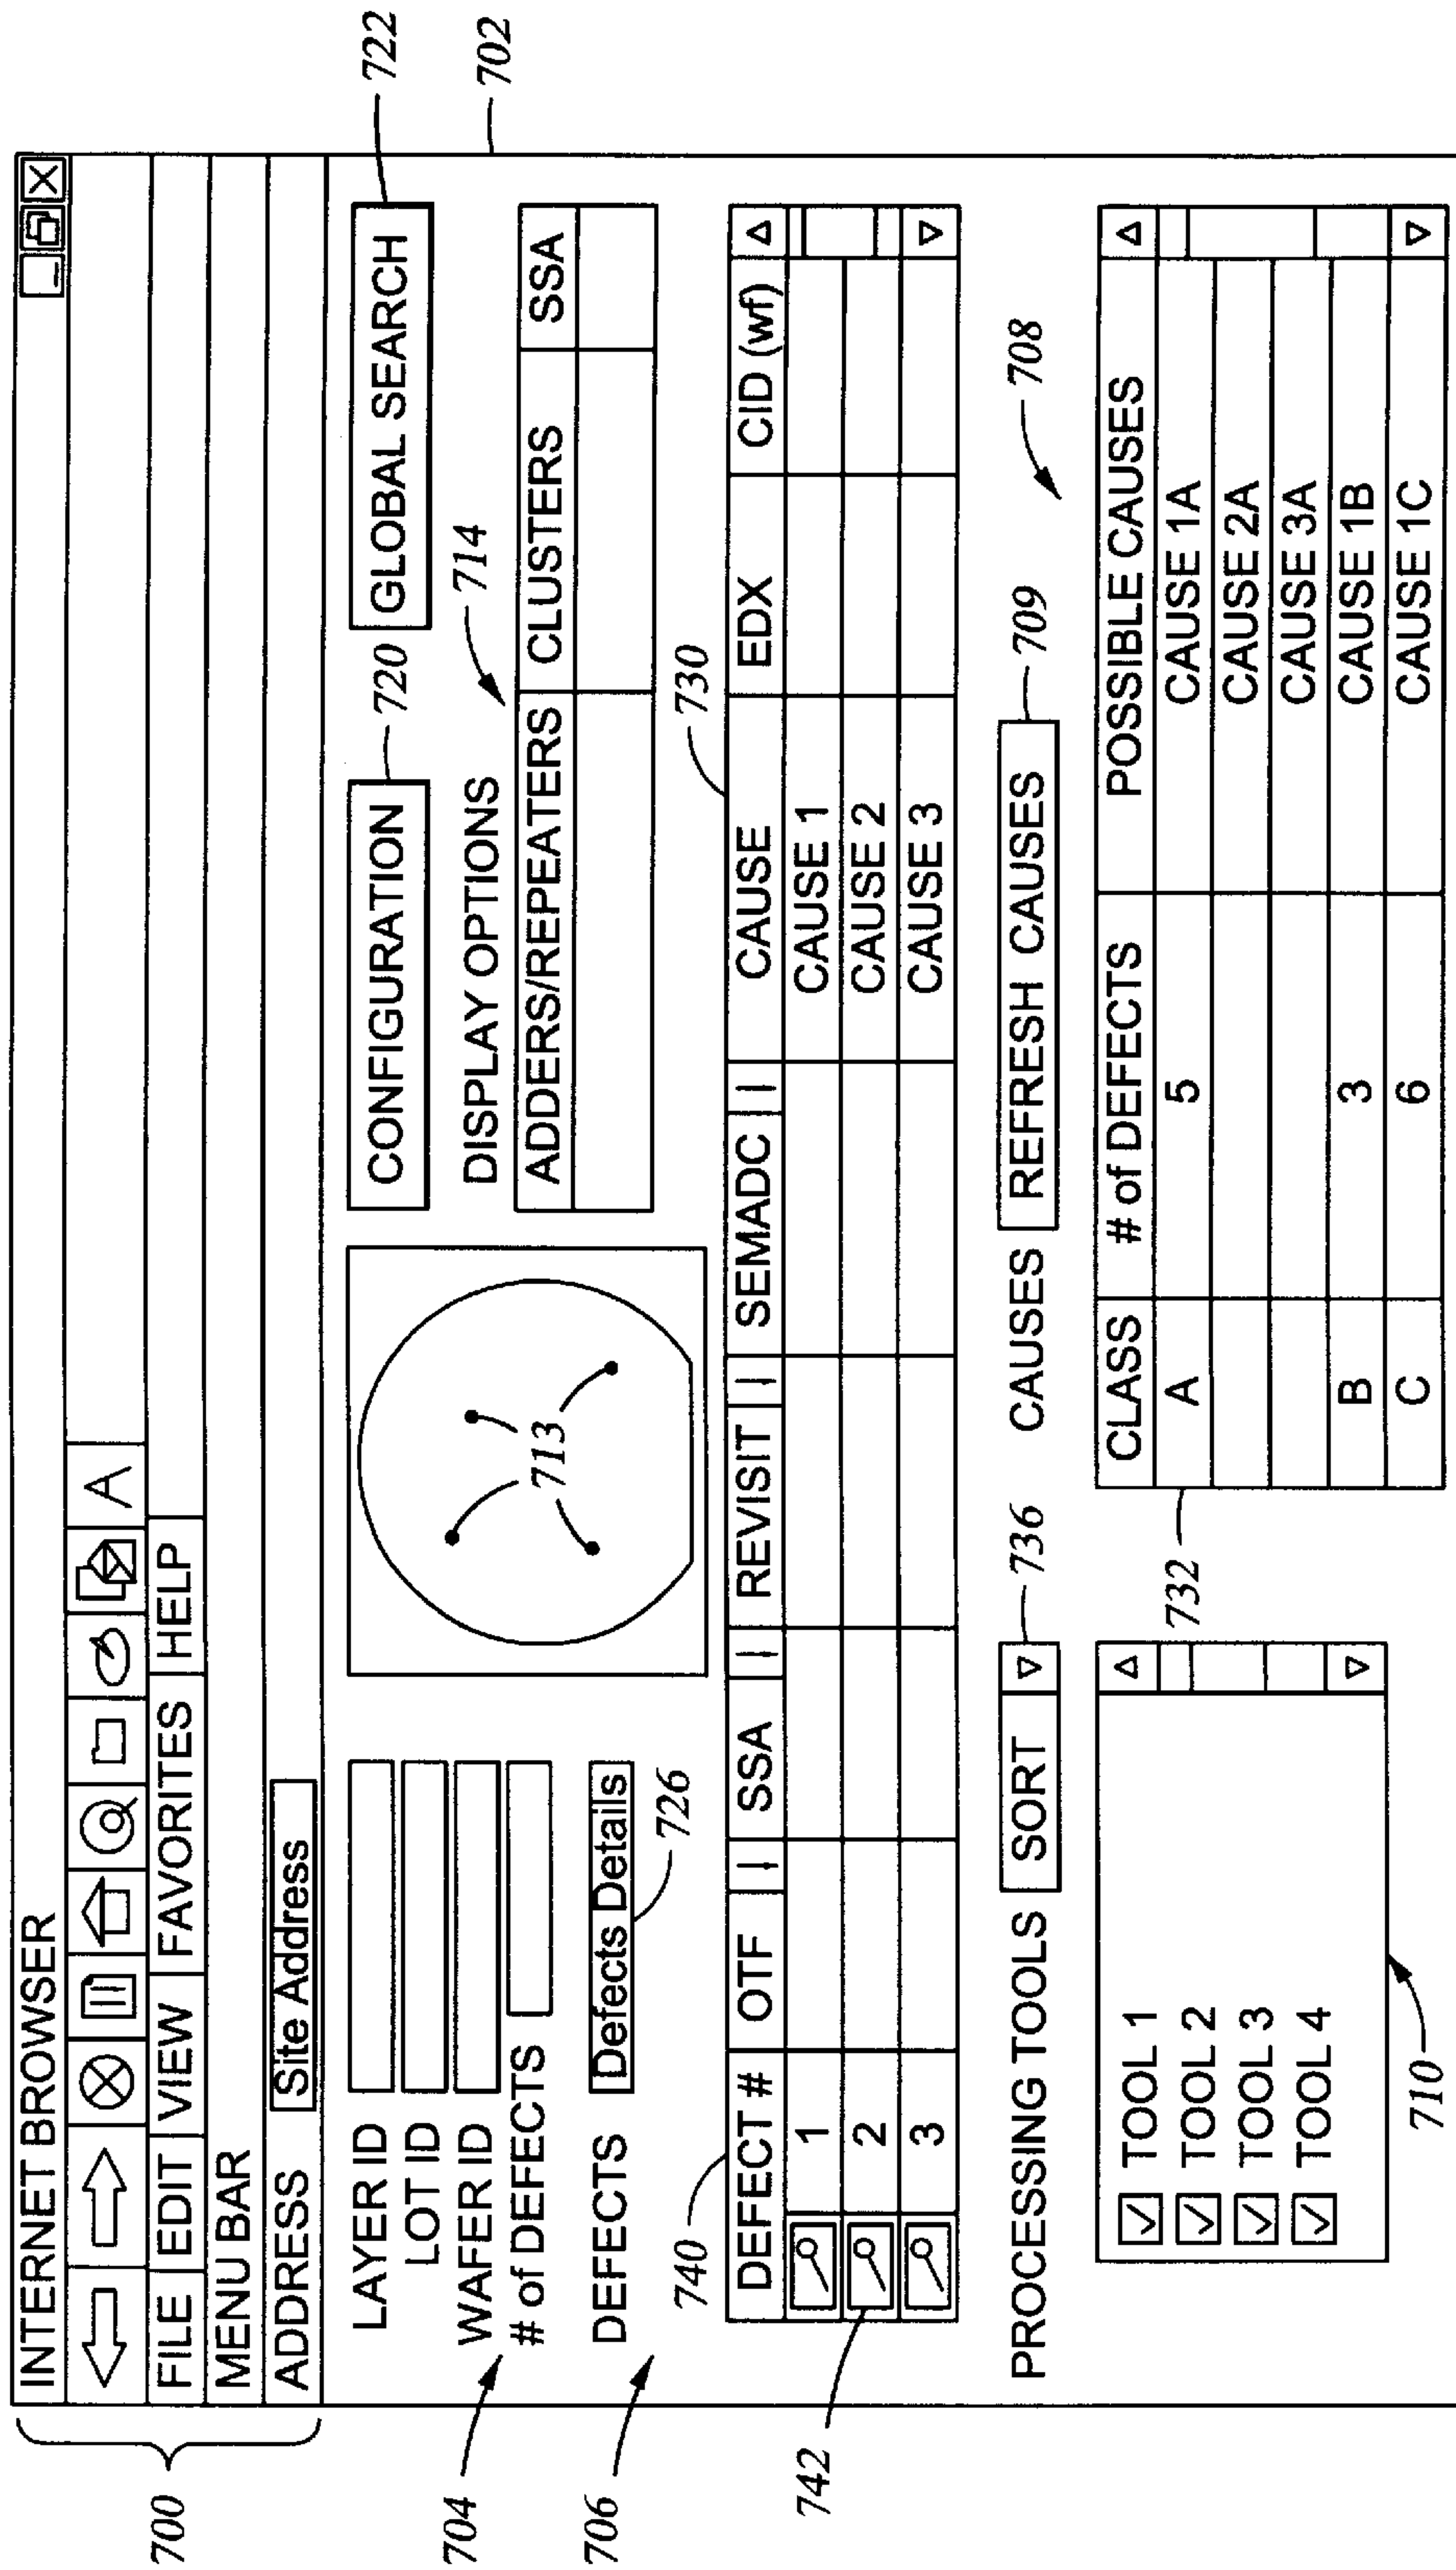 INTERNET BROWSER
A
FILE EDIT VIEW FAVORITES HELP
MENU BAR
ADDRESS Site Address
700
722
702
LAYER ID
LOT ID
WAFER ID
# of DEFECTS
704
713
CONFIGURATION
720
GLOBAL SEARCH
DISPLAY OPTIONS
714
ADDERS/REPEATERS CLUSTERS SSA
DEFECTS Defects Details
706
726
740
730
DEFECT # OTF SSA REVISIT SEMADC CAUSE EDX CID (wf)
1 CAUSE 1
2 CAUSE 2
3 CAUSE 3
742
PROCESSING TOOLS SORT
736
CAUSES REFRESH CAUSES
709
708
TOOL 1
TOOL 2
TOOL 3
TOOL 4
710
732
CLASS # of DEFECTS POSSIBLE CAUSES
A 5 CAUSE 1A
CAUSE 2A
CAUSE 3A
B 3 CAUSE 1B
C 6 CAUSE 1C